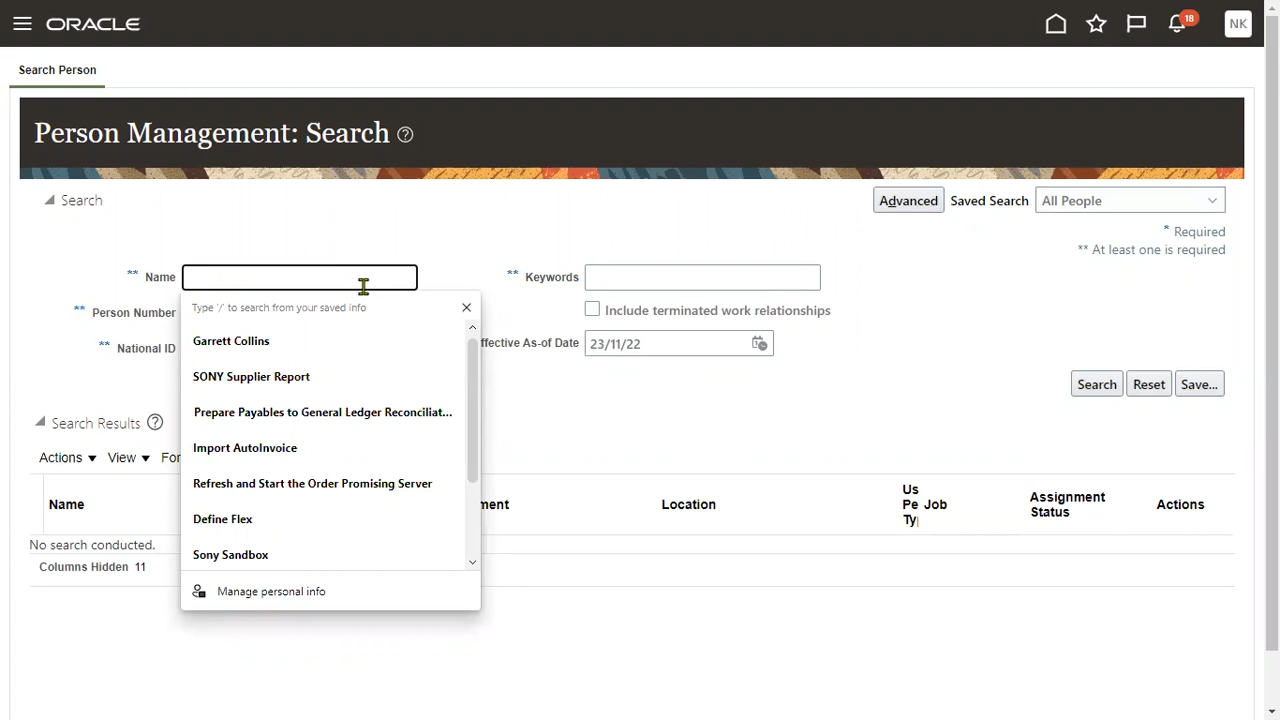 ORACLE
18
NK
Search Person
Person Management: Search
Search
Advanced
Saved Search
All People
* Required
** At least one is required
** Name
** Keywords
Type '/' to search from your saved info
** Person Number
Include terminated work relationships
Garrett Collins
** National ID
ffective As-of Date
23/11/22
SONY Supplier Report
Search
Reset
Save...
Prepare Payables to General Ledger Reconciliat...
Search Results
Import AutoInvoice
Actions
View
For
Refresh and Start the Order Promising Server
Name
ment
Location
Us
Pe
Ty
Job
Assignment
Status
Actions
Define Flex
No search conducted.
Sony Sandbox
Columns Hidden 11
Manage personal info